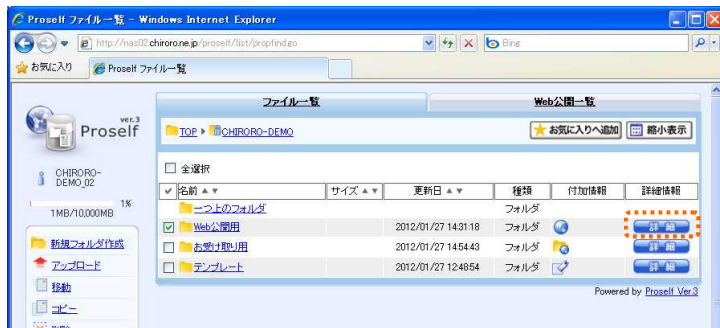 Proself ファイル一覧 - Windows Internet Explorer
http://nas02.chiroro.ne.jp/proself/list/propfind.go
Bing
お気に入り
Proself ファイル一覧
ファイル一覧
Web公開一覧
ver.3
Proself
TOP
CHIRORO-DEMO
お気に入りへ追加
縮小表示
CHIRORO-
DEMO_02
1%
1MB/10,000MB
全選択
名前 ▲▼ サイズ ▲▼ 更新日 ▲▼ 種類 付加情報 詳細情報
一つ上のフォルダ フォルダ
Web公開用 2012/01/27 14:31:18 フォルダ 詳 細
お受け取り用 2012/01/27 14:54:43 フォルダ 詳 細
テンプレート 2012/01/27 12:48:54 フォルダ 詳 細
新規フォルダ作成
アップロード
移動
コピー
Powered by Proself Ver.3